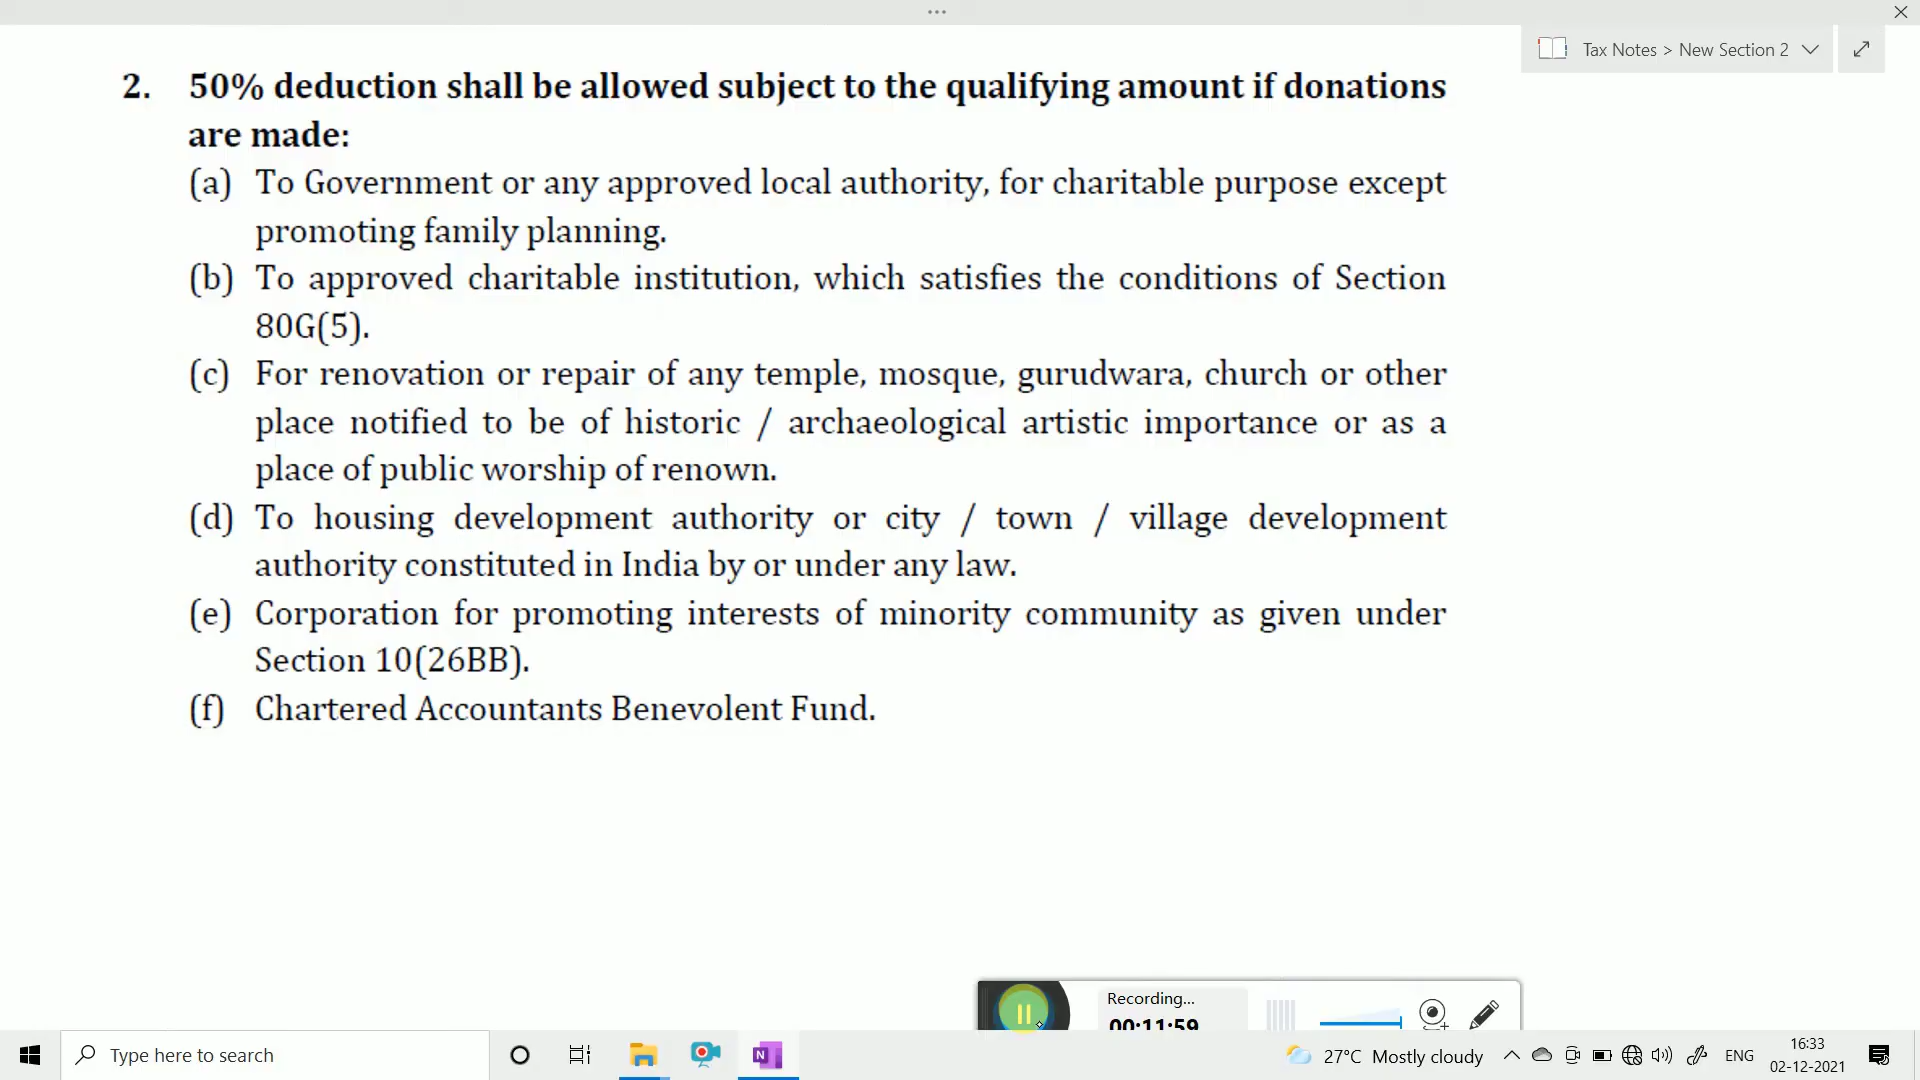 Tax Notes > New Section 2
2. 50% deduction shall be allowed subject to the qualifying amount if donations
are made:
(a) To Government or any approved local authority, for charitable purpose except
promoting family planning.
(b) To approved charitable institution, which satisfies the conditions of Section
80G(5).
(c) For renovation or repair of any temple, mosque, gurudwara, church or other
place notified to be of historic / archaeological artistic importance or as a
place of public worship of renown.
(d) To housing development authority or city / town / village development
authority constituted in India by or under any law.
(e) Corporation for promoting interests of minority community as given under
Section 10(26BB).
(f) Chartered Accountants Benevolent Fund.
Recording...
00:11:59
Type here to search
N
27°C Mostly cloudy
ENG
16:33
02-12-2021